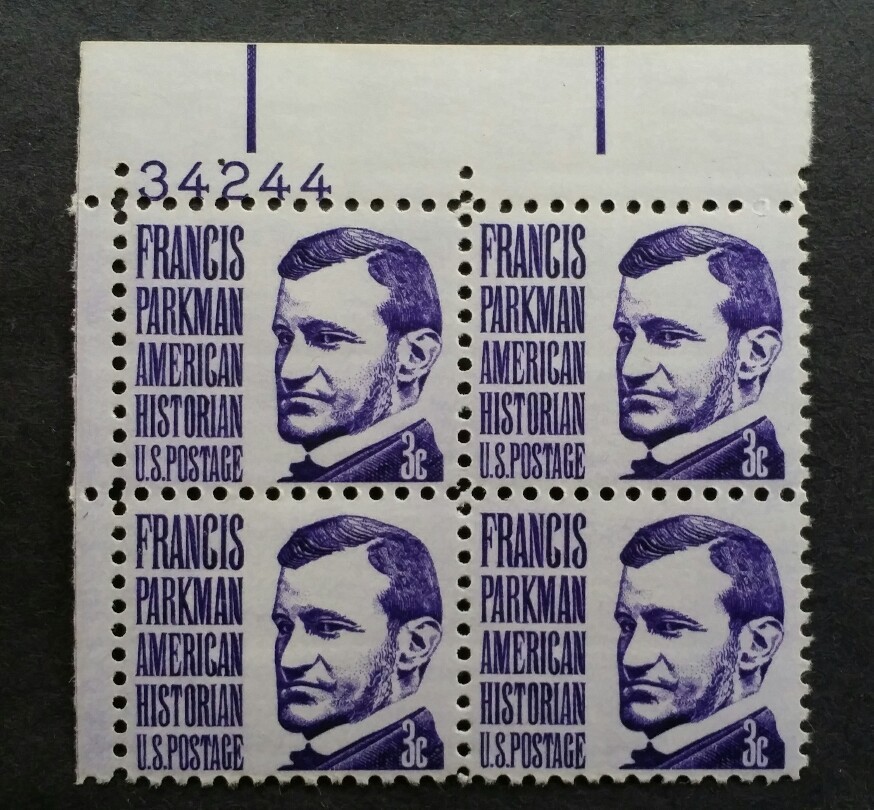 34244
FRANCIS
PARKMAN
AMERICAN
HISTORIAN
U.S.POSTAGE
3c
FRANCIS
PARKMAN
AMERICAN
HISTORIAN
U.S.POSTAGE
3c
FRANCIS
PARKMAN
AMERICAN
HISTORIAN
U.S.POSTAGE
3c
FRANCIS
PARKMAN
AMERICAN
HISTORIAN
U.S.POSTAGE
3c